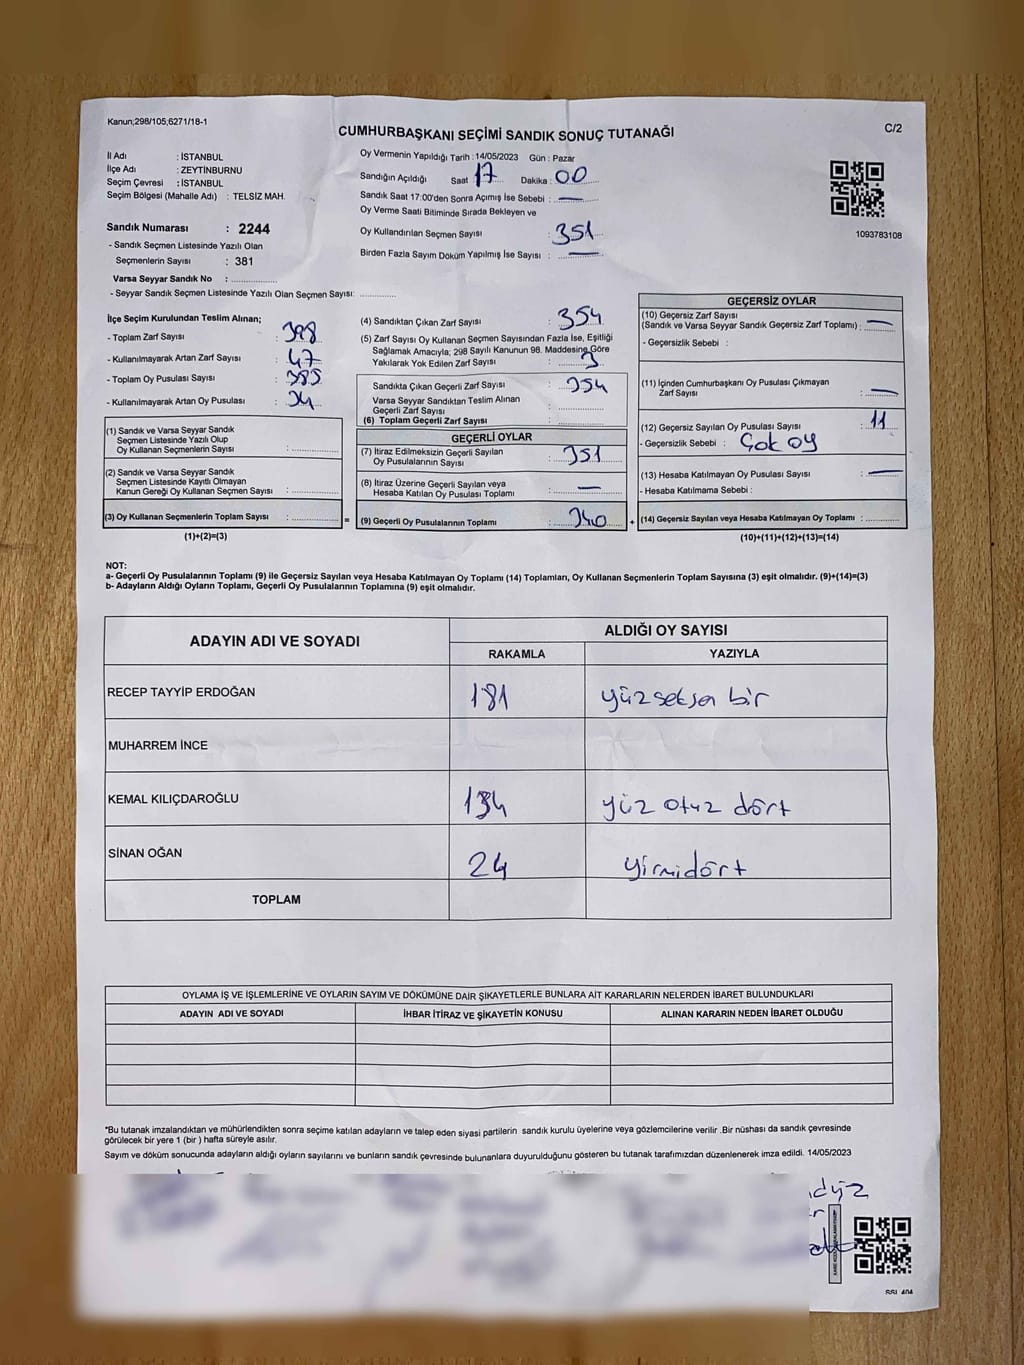 Kanun;298/105,6271/18-1
CUMHURBAŞKANI SEÇİMİ SANDIK SONUÇ TUTANAĞI
C/2
İl Adı : İSTANBUL
İlçe Adı : ZEYTİNBURNU
Seçim Çevresi : İSTANBUL
Seçim Bölgesi (Mahalle Adı) : TELSİZ MAH.
Sandık Numarası : 2244
- Sandık Seçmen Listesinde Yazılı Olan
Seçmenlerin Sayısı : 381
Varsa Seyyar Sandık No :
- Seyyar Sandık Seçmen Listesinde Yazılı Olan Seçmen Sayısı:
Oy Vermenin Yapıldığı Tarih : 14/05/2023 Gün : Pazar
Sandığın Açıldığı Saat 17 Dakika : 00
Sandık Saat 17:00'den Sonra Açımış İse Sebebi : —
Oy Verme Saati Bitiminde Sırada Bekleyen ve
Oy Kullandırılan Seçmen Sayısı : 351
Birden Fazla Sayım Döküm Yapılmış İse Sayısı : —
1093783108
İlçe Seçim Kurulundan Teslim Alınan;
- Toplam Zarf Sayısı : 398
- Kullanılmayarak Artan Zarf Sayısı : 47
- Toplam Oy Pusulası Sayısı : 385
- Kullanılmayarak Artan Oy Pusulası : 34
(1) Sandık ve Varsa Seyyar Sandık
Seçmen Listesinde Yazılı Olup
Oy Kullanan Seçmenlerin Sayısı :
(2) Sandık ve Varsa Seyyar Sandık
Seçmen Listesinde Kayıtlı Olmayan
Kanun Gereği Oy Kullanan Seçmen Sayısı :
(3) Oy Kullanan Seçmenlerin Toplam Sayısı : =
(1)+(2)=(3)
(4) Sandıktan Çıkan Zarf Sayısı : 354
(5) Zarf Sayısı Oy Kullanan Seçmen Sayısından Fazla İse, Eşitliği
Sağlamak Amacıyla; 298 Sayılı Kanunun 98. Maddesine Göre
Yakılarak Yok Edilen Zarf Sayısı : 3
Sandıkta Çıkan Geçerli Zarf Sayısı : 354
Varsa Seyyar Sandıktan Teslim Alınan
Geçerli Zarf Sayısı :
(6) Toplam Geçerli Zarf Sayısı :
GEÇERLİ OYLAR
(7) İtiraz Edilmeksizin Geçerli Sayılan
Oy Pusulalarının Sayısı : 351
(8) İtiraz Üzerine Geçerli Sayılan veya
Hesaba Katılan Oy Pusulası Toplamı : —
(9) Geçerli Oy Pusulalarının Toplamı : 340 +
GEÇERSİZ OYLAR
(10) Geçersiz Zarf Sayısı
(Sandık ve Varsa Seyyar Sandık Geçersiz Zarf Toplamı) : —
- Geçersizlik Sebebi :
(11) İçinden Cumhurbaşkanı Oy Pusulası Çıkmayan
Zarf Sayısı : —
(12) Geçersiz Sayılan Oy Pusulası Sayısı : 11
- Geçersizlik Sebebi : Çok oy
(13) Hesaba Katılmayan Oy Pusulası Sayısı : —
- Hesaba Katılmama Sebebi :
(14) Geçersiz Sayılan veya Hesaba Katılmayan Oy Toplamı :
(10)+(11)+(12)+(13)=(14)
NOT:
a- Geçerli Oy Pusulalarının Toplamı (9) ile Geçersiz Sayılan veya Hesaba Katılmayan Oy Toplamı (14) Toplamları, Oy Kullanan Seçmenlerin Toplam Sayısına (3) eşit olmalıdır. (9)+(14)=(3)
b- Adayların Aldığı Oyların Toplamı, Geçerli Oy Pusulalarının Toplamına (9) eşit olmalıdır.
ADAYIN ADI VE SOYADI
ALDIĞI OY SAYISI
RAKAMLA YAZIYLA
RECEP TAYYİP ERDOĞAN 181 yüzseksen bir
MUHARREM İNCE
KEMAL KILIÇDAROĞLU 134 yüz otuz dört
SİNAN OĞAN 24 yirmidört
TOPLAM
OYLAMA İŞ VE İŞLEMLERİNE VE OYLARIN SAYIM VE DÖKÜMÜNE DAİR ŞİKAYETLERLE BUNLARA AİT KARARLARIN NELERDEN İBARET BULUNDUKLARI
ADAYIN ADI VE SOYADI İHBAR İTİRAZ VE ŞİKAYETİN KONUSU ALINAN KARARIN NEDEN İBARET OLDUĞU
*Bu tutanak imzalandıktan ve mühürlendikten sonra seçime katılan adayların ve talep eden siyasi partilerin sandık kurulu üyelerine veya gözlemcilerine verilir .Bir nüshası da sandık çevresinde
görülecek bir yere 1 (bir ) hafta süreyle asılır.
Sayım ve döküm sonucunda adayların aldığı oyların sayılarını ve bunların sandık çevresinde bulunanlara duyurulduğunu gösteren bu tutanak tarafımızdan düzenlenerek imza edildi. 14/05/2023